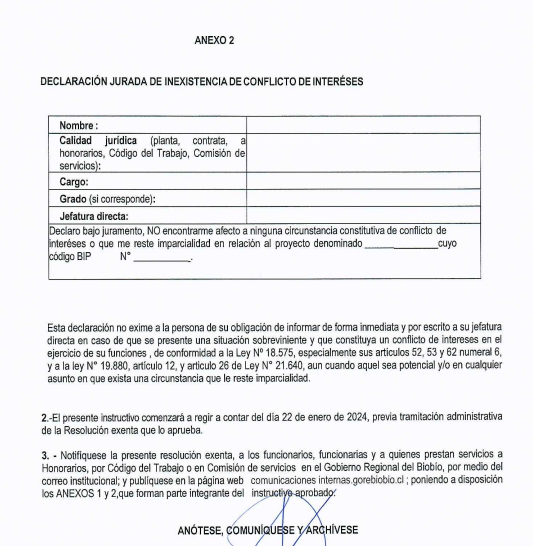 ANEXO 2
DECLARACIÓN JURADA DE INEXISTENCIA DE CONFLICTO DE INTERÉSES
Nombre :
Calidad jurídica (planta, contrata, a
honorarios, Código del Trabajo, Comisión de
servicios):
Cargo:
Grado (si corresponde):
Jefatura directa:
Declaro bajo juramento, NO encontrarme afecto a ninguna circunstancia constitutiva de conflicto de
interéses o que me reste imparcialidad en relación al proyecto denominado _______________cuyo
código BIP N° ____________.
Esta declaración no exime a la persona de su obligación de informar de forma inmediata y por escrito a su jefatura
directa en caso de que se presente una situación sobreviniente y que constituya un conflicto de intereses en el
ejercicio de su funciones , de conformidad a la Ley Nº 18.575, especialmente sus articulos 52, 53 y 62 numeral 6,
y a la ley N° 19.880, artículo 12, y articulo 26 de Ley N° 21.640, aun cuando aquel sea potencial y/o en cualquier
asunto en que exista una circunstancia que le reste imparcialidad.
2.-El presente instructivo comenzará a regir a contar del día 22 de enero de 2024, previa tramitación administrativa
de la Resolución exenta que lo aprueba.
3. - Notifiquese la presente resolución exenta, a los funcionarios, funcionarias y a quienes prestan servicios a
Honorarios, por Código del Trabajo o en Comisión de servicios en el Gobierno Regional del Biobío, por medio del
correo institucional; y publíquese en la página web comunicaciones internas.gorebiobio.cl ; poniendo a disposición
los ANEXOS 1 y 2,que forman parte integrante del instructivo aprobado.
ANÓTESE, COMUNÍQUESE Y ARCHÍVESE